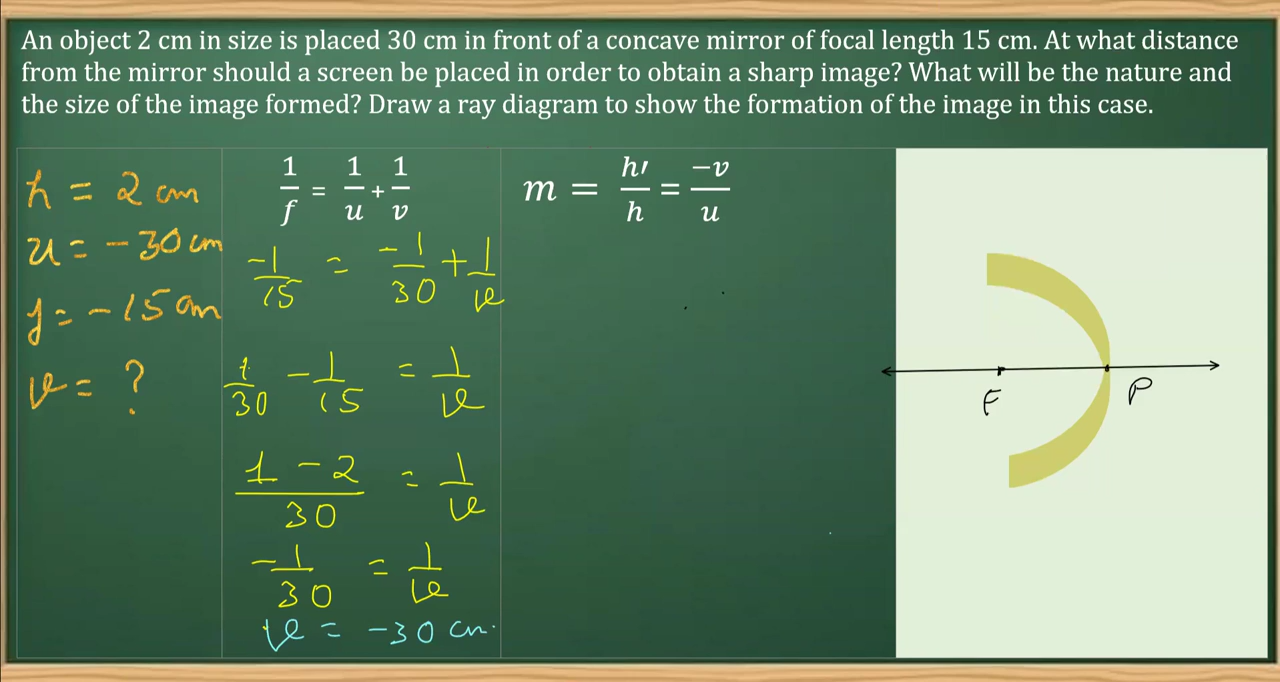 An object 2 cm in size is placed 30 cm in front of a concave mirror of focal length 15 cm. At what distance
from the mirror should a screen be placed in order to obtain a sharp image? What will be the nature and
the size of the image formed? Draw a ray diagram to show the formation of the image in this case.
h = 2 cm
u = -30 cm
f = -15 cm
v = ?
1/f = 1/u + 1/v
-1/15 = -1/30 + 1/v
1/30 - 1/15 = 1/v
1 - 2/30 = 1/v
-1/30 = 1/v
v = -30 cm.
m = h′/h = -v/u
F
P